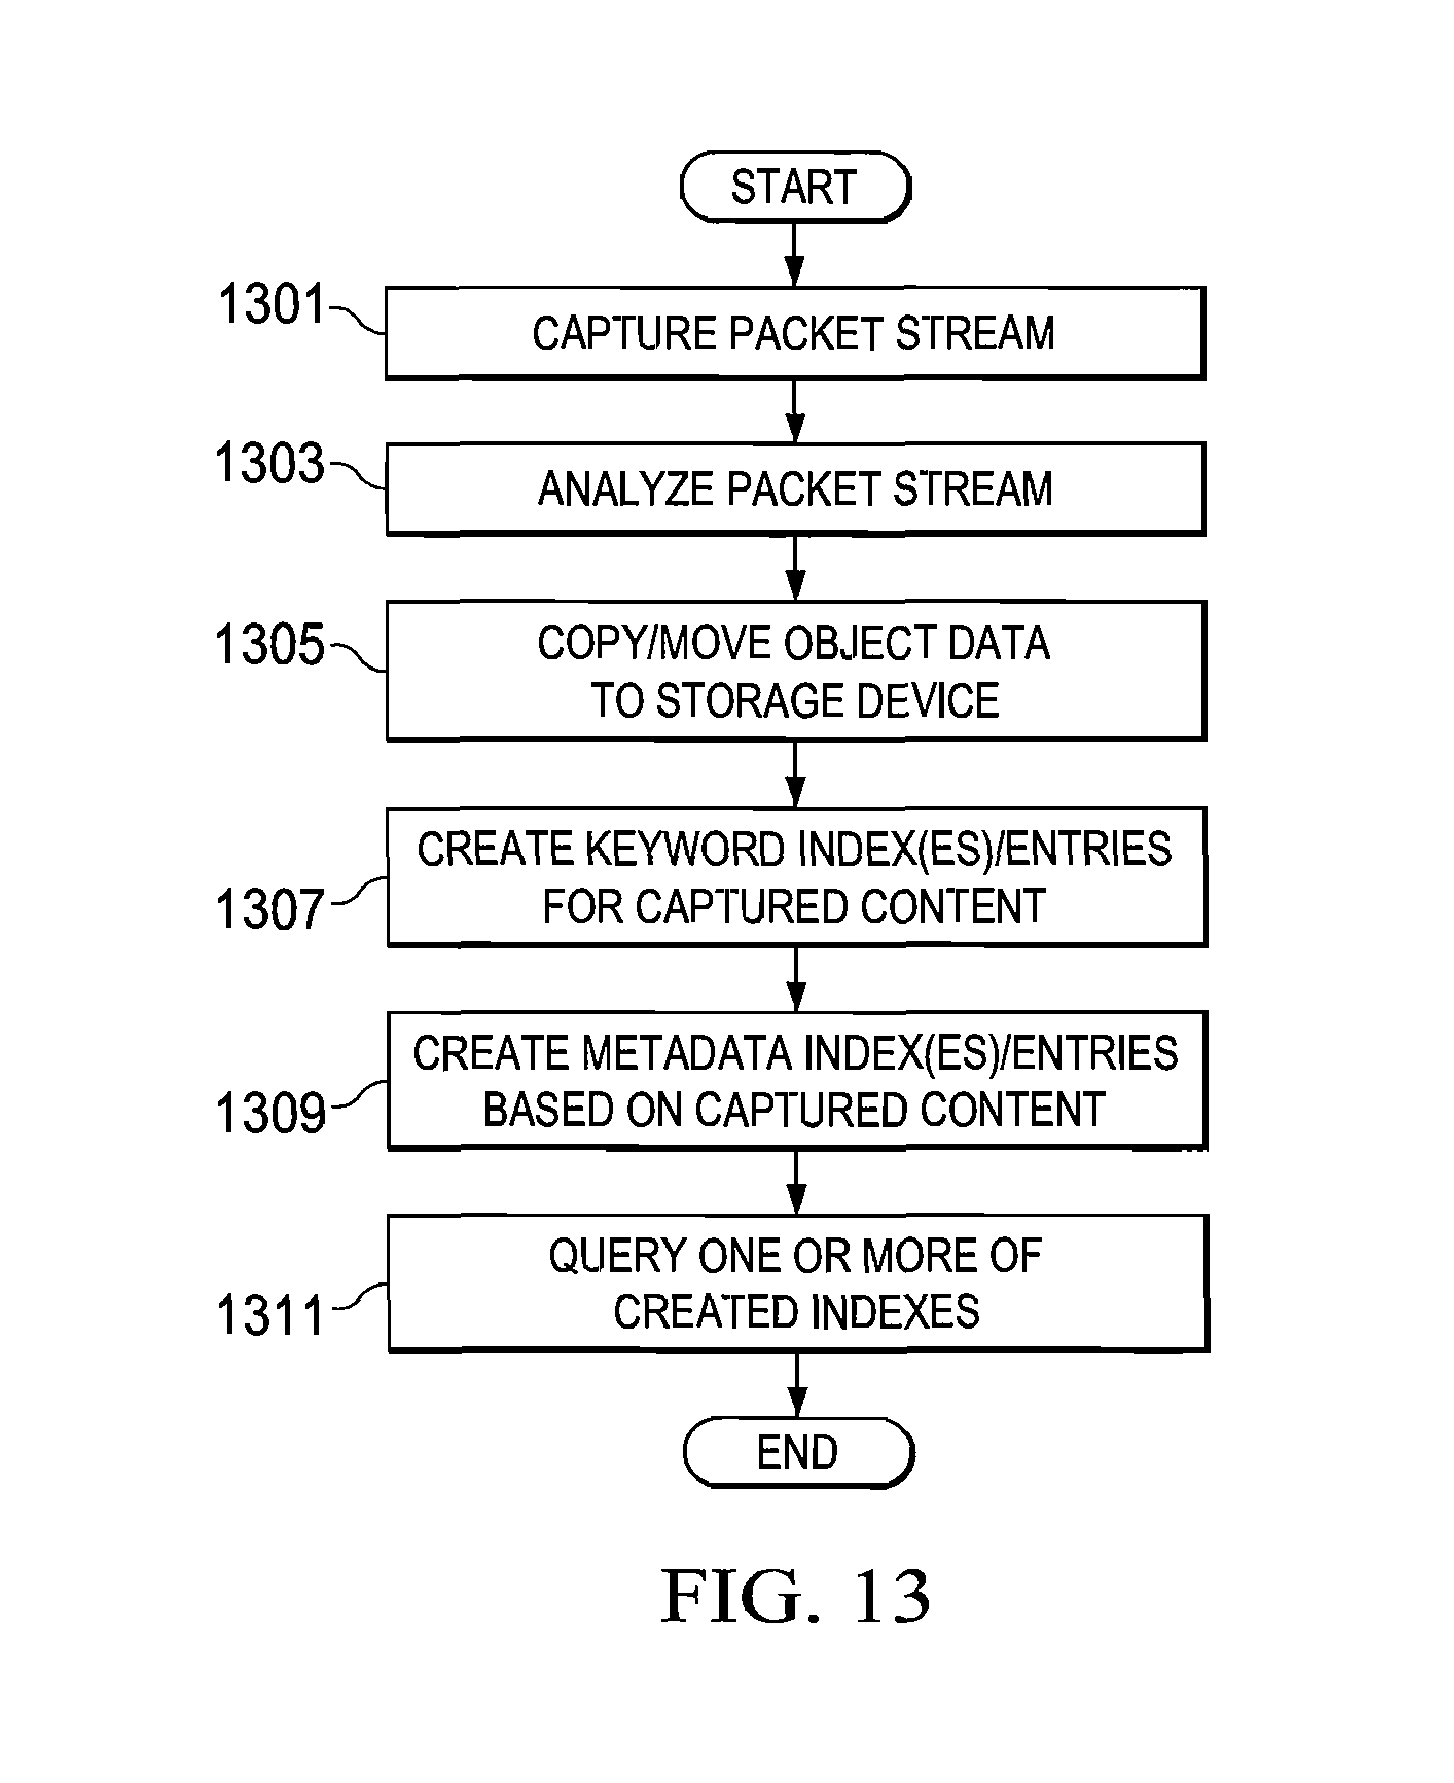 START
1301
CAPTURE PACKET STREAM
1303
ANALYZE PACKET STREAM
1305
COPY/MOVE OBJECT DATA
TO STORAGE DEVICE
1307
CREATE KEYWORD INDEX(ES)/ENTRIES
FOR CAPTURED CONTENT
1309
CREATE METADATA INDEX(ES)/ENTRIES
BASED ON CAPTURED CONTENT
1311
QUERY ONE OR MORE OF
CREATED INDEXES
END
FIG. 13